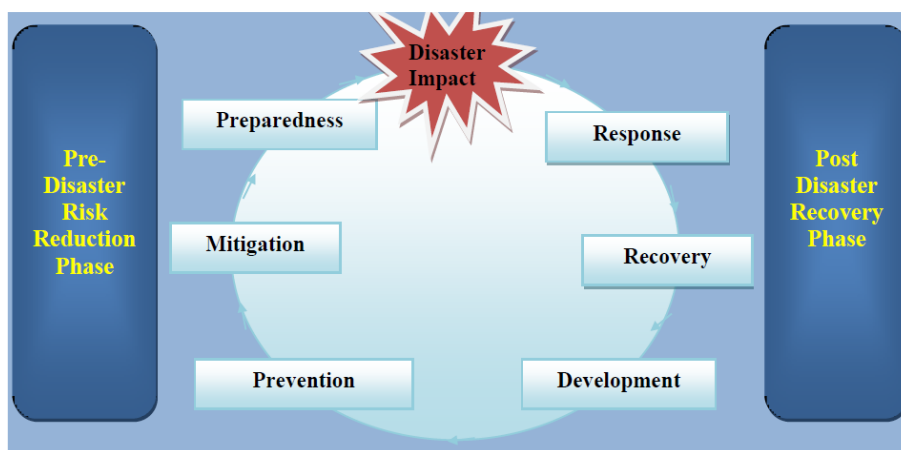 Disaster
Impact
Preparedness
Response
Pre-
Disaster
Risk
Reduction
Phase
Post
Disaster
Recovery
Phase
Mitigation
Recovery
Prevention
Development